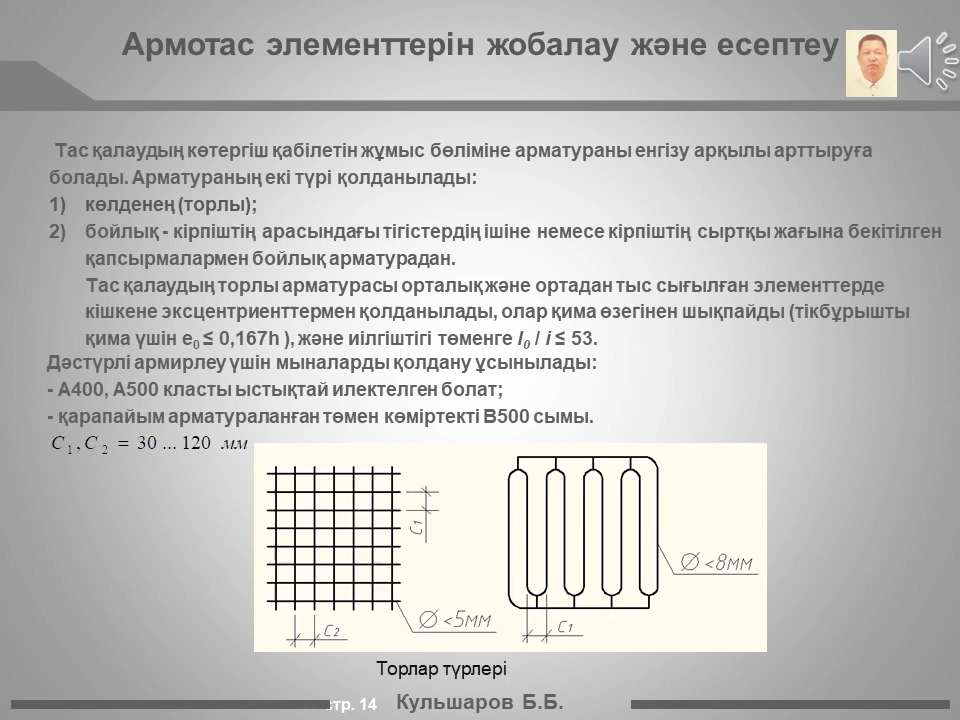 Армотас элементтерін жобалау және есептеу
Тас қалаудың көтергіш қабілетін жұмыс бөліміне арматураны енгізу арқылы арттыруға
болады. Арматураның екі түрі қолданылады:
1) көлденең (торлы);
2) бойлық - кірпіштің арасындағы тігістердің ішіне немесе кірпіштің сыртқы жағына бекітілген
қапсырмалармен бойлық арматурадан.
Тас қалаудың торлы арматурасы орталық және ортадан тыс сығылған элементтерде
кішкене эксцентриенттермен қолданылады, олар қима өзегінен шықпайды (тікбұрышты
қима үшін e0 ≤ 0,167h ), және иілгіштігі төменге l0 / i ≤ 53.
Дәстүрлі армирлеу үшін мыналарды қолдану ұсынылады:
- А400, А500 класты ыстықтай илектелген болат;
- қарапайым арматураланған төмен көміртекті В500 сымы.
C1, C2 = 30 ... 120 мм
C1
C2
Ø <5мм
C1
Ø <8мм
Торлар түрлері
стр. 14
Кульшаров Б.Б.